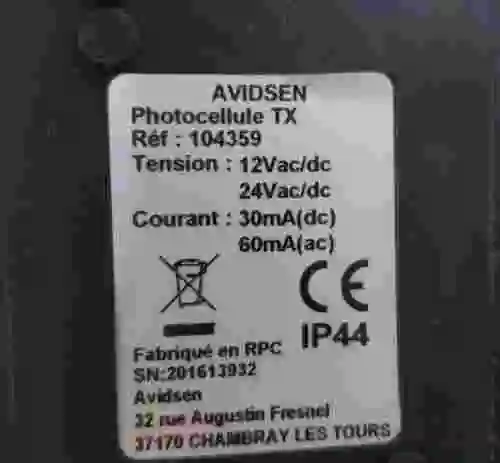 AVIDSEN
Photocellule TX
Réf : 104359
Tension : 12Vac/dc
24Vac/dc
Courant : 30mA(dc)
60mA(ac)
CE
IP44
Fabriqué en RPC
SN:201613932
Avidsen
32 rue Augustin Fresnel
37170 CHAMBRAY LES TOURS